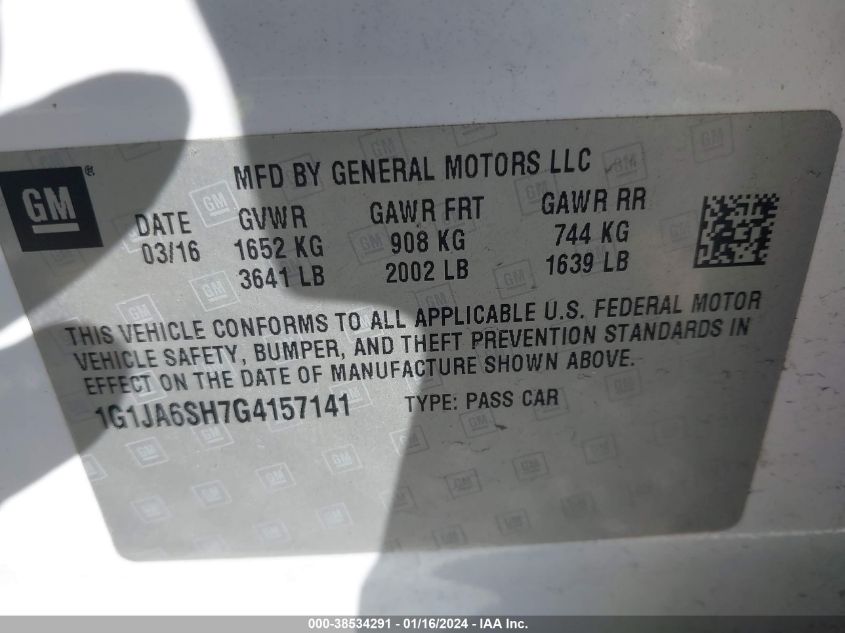 GM®
MFD BY GENERAL MOTORS LLC
DATE GVWR GAWR FRT GAWR RR
03/16 1652 KG 908 KG 744 KG
3641 LB 2002 LB 1639 LB
THIS VEHICLE CONFORMS TO ALL APPLICABLE U.S. FEDERAL MOTOR
VEHICLE SAFETY, BUMPER, AND THEFT PREVENTION STANDARDS IN
EFFECT ON THE DATE OF MANUFACTURE SHOWN ABOVE.
1G1JA6SH7G4157141 TYPE: PASS CAR
000-38534291 - 01/16/2024 - IAA Inc.